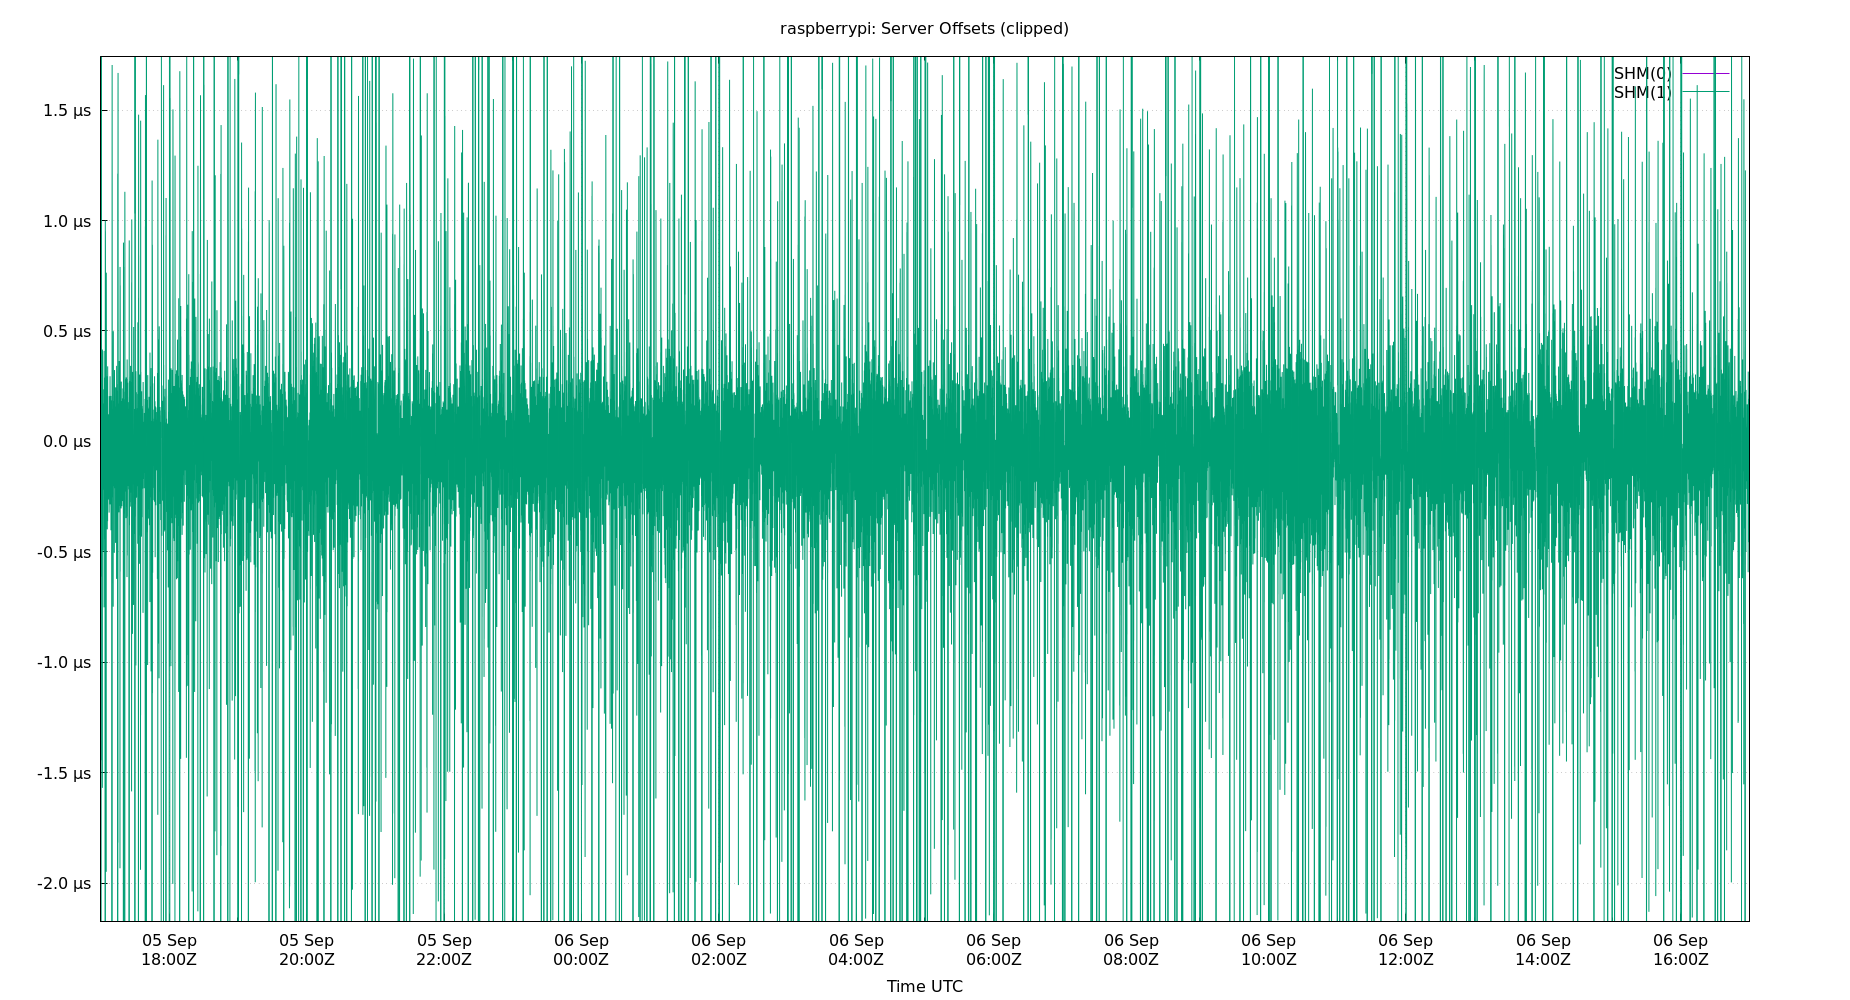 raspberrypi: Server Offsets (clipped)
SHM(0)
SHM(1)
1.5 μs
1.0 μs
0.5 μs
0.0 μs
-0.5 μs
-1.0 μs
-1.5 μs
-2.0 μs
05 Sep 05 Sep 05 Sep 06 Sep 06 Sep 06 Sep 06 Sep 06 Sep 06 Sep 06 Sep 06 Sep 06 Sep
18:00Z 20:00Z 22:00Z 00:00Z 02:00Z 04:00Z 06:00Z 08:00Z 10:00Z 12:00Z 14:00Z 16:00Z
Time UTC